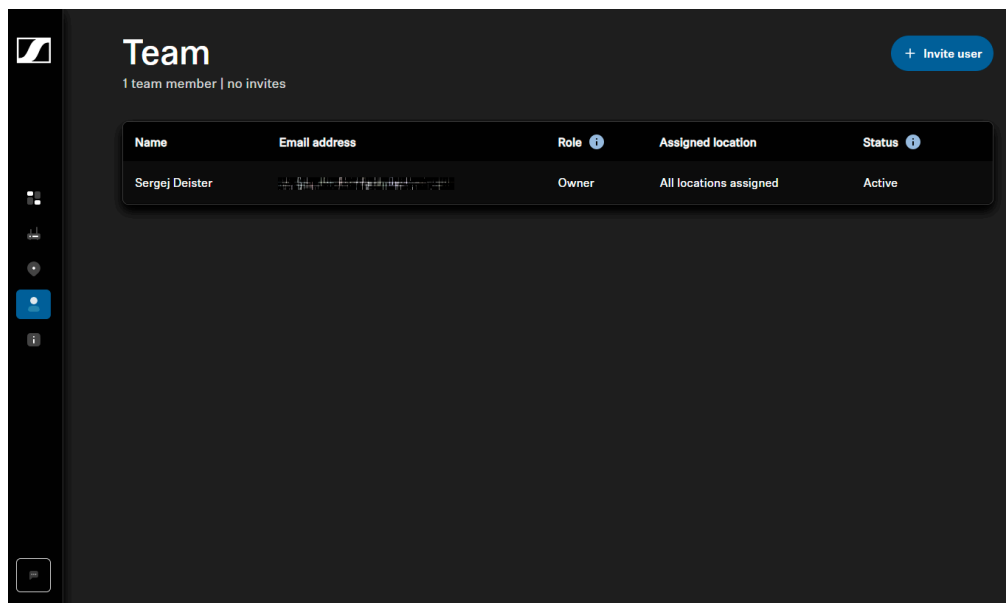 Team
+ Invite user
1 team member | no invites
Name Email address Role Assigned location Status
Sergej Deister Owner All locations assigned Active